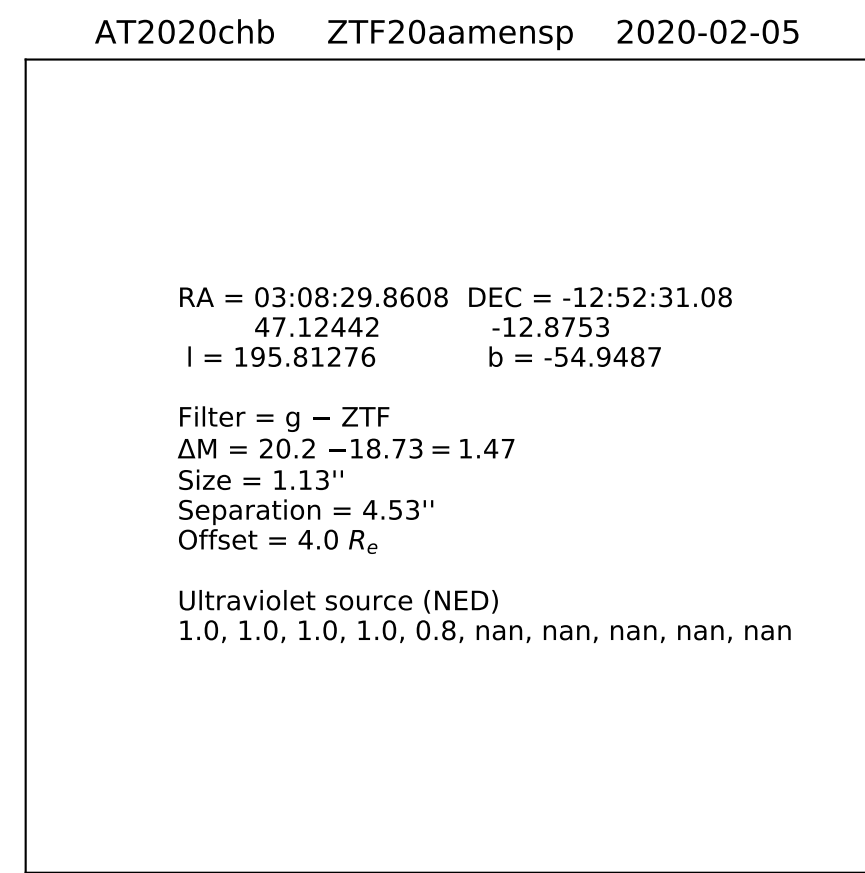 AT2020chb ZTF20aamensp 2020-02-05
RA = 03:08:29.8608 DEC = -12:52:31.08
47.12442 -12.8753
l = 195.81276 b = -54.9487
Filter = g − ZTF
ΔM = 20.2 −18.73 = 1.47
Size = 1.13''
Separation = 4.53''
Offset = 4.0 Re
Ultraviolet source (NED)
1.0, 1.0, 1.0, 1.0, 0.8, nan, nan, nan, nan, nan